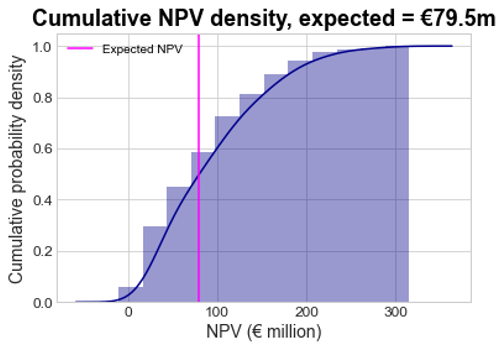 Cumulative NPV density, expected = €79.5m
Expected NPV
Cumulative probability density
1.0
0.8
0.6
0.4
0.2
0.0
0 100 200 300
NPV (€ million)